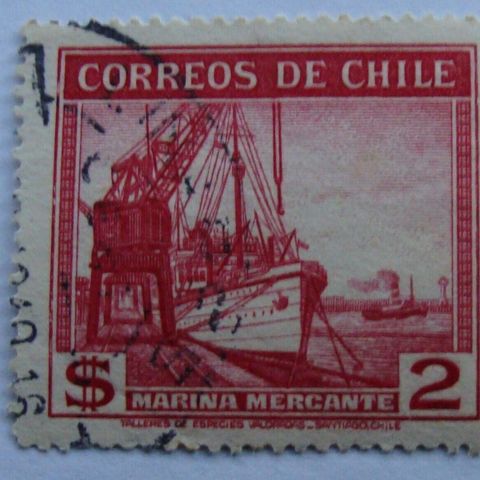 CORREOS DE CHILE
$ MARINA MERCANTE 2
TALLERES DE ESPECIES VALORADAS - SANTIAGO, CHILE